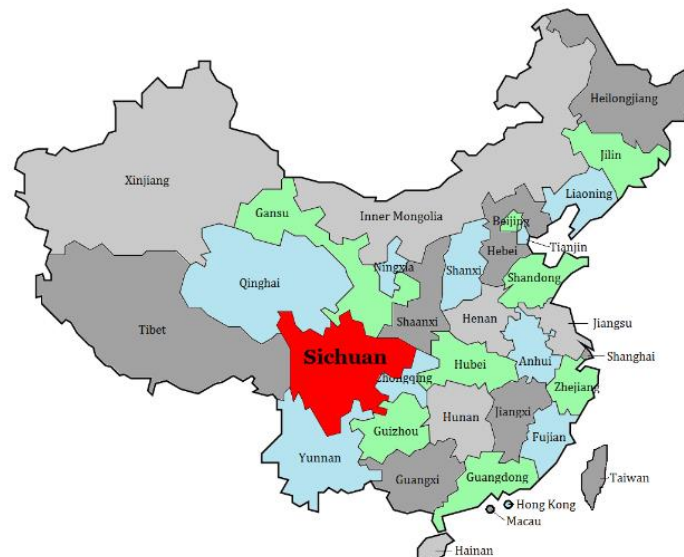 Heilongjiang
Jilin
Xinjiang
Liaoning
Gansu
Inner Mongolia
Beijing
Tianjin
Hebei
Ningxia
Shanxi
Qinghai
Shandong
Shaanxi
Henan
Jiangsu
Tibet
Sichuan
Shanghai
Hubei
Anhui
Chongqing
Zhejiang
Hunan
Jiangxi
Guizhou
Fujian
Yunnan
Guangxi
Guangdong
Taiwan
Hong Kong
Macau
Hainan